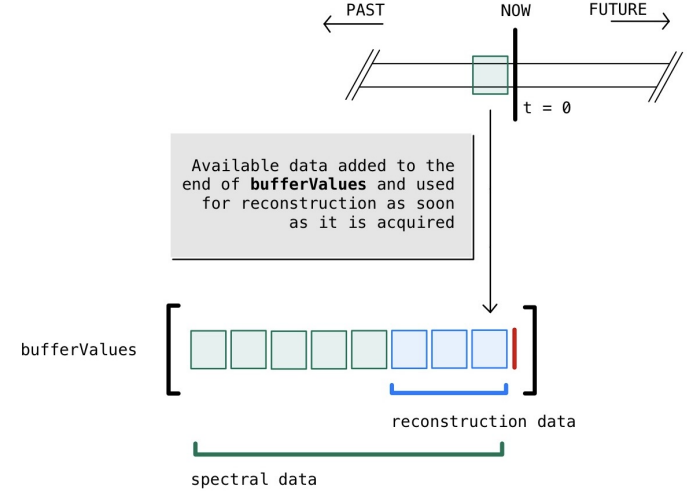 PAST
NOW
FUTURE
t = 0
Available data added to the
end of bufferValues and used
for reconstruction as soon
as it is acquired
bufferValues
reconstruction data
spectral data